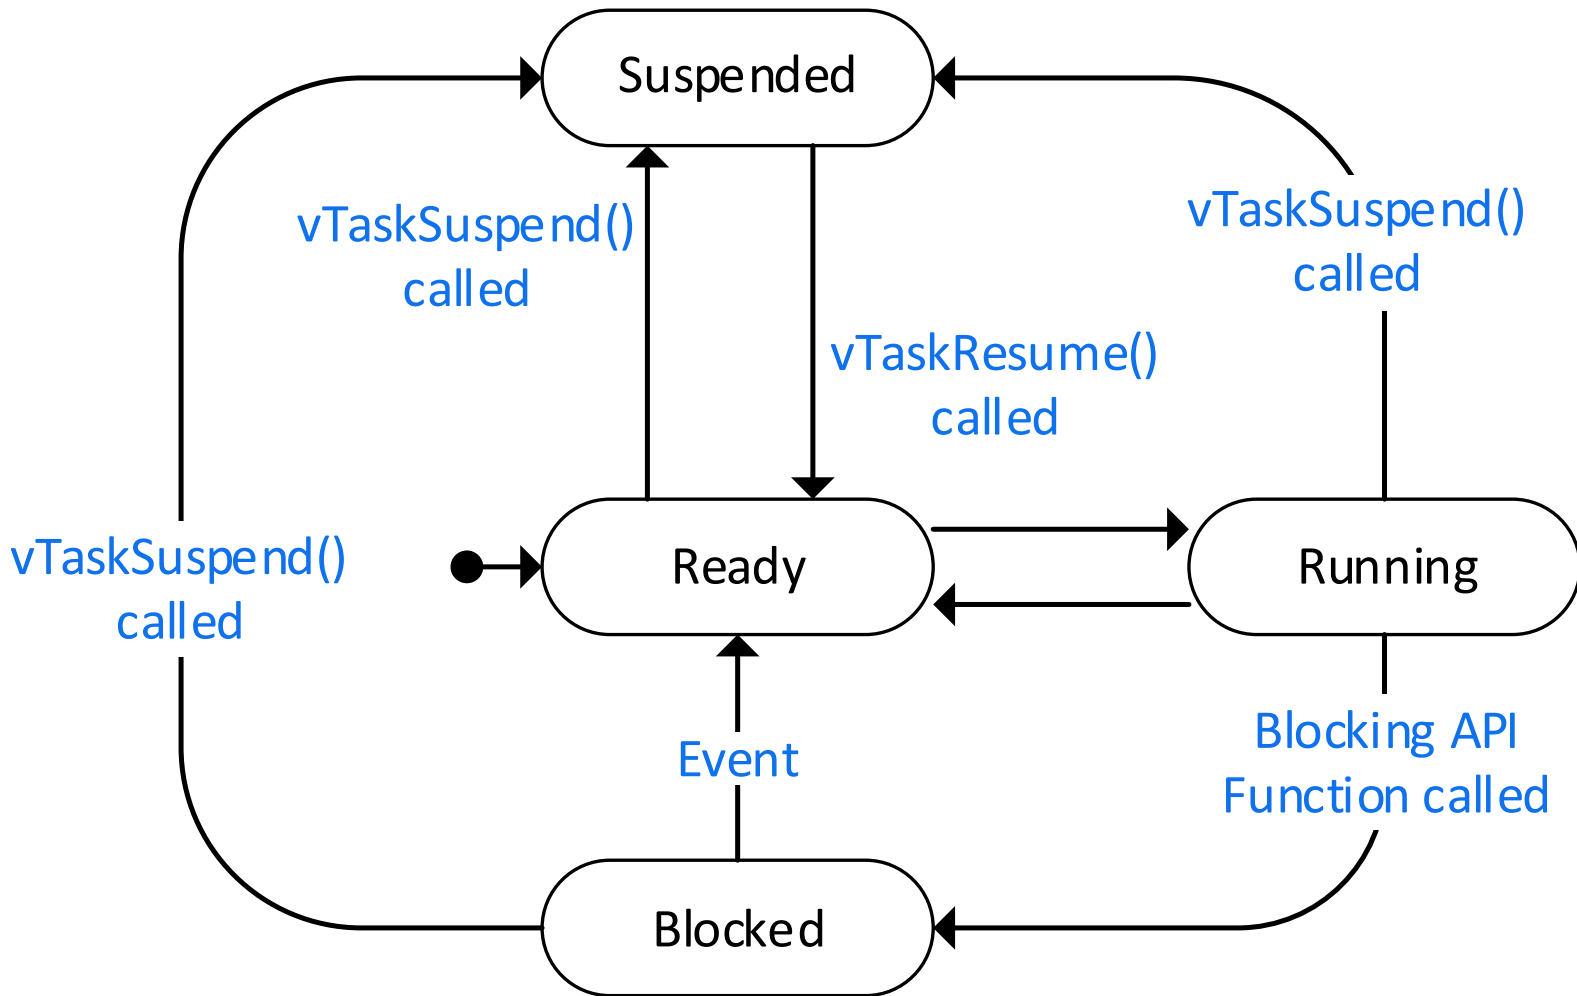 Suspended
vTaskSuspend()
called
vTaskSuspend()
called
vTaskResume()
called
vTaskSuspend()
called
Ready
Running
Event
Blocking API
Function called
Blocked